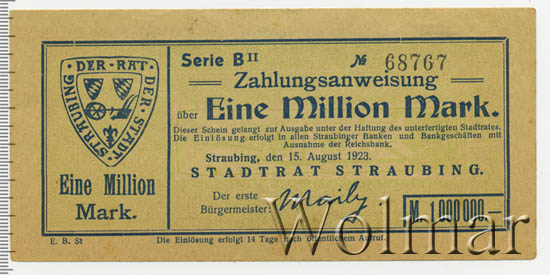 DER·RAT·DER·STADT·STRAUBING
Eine Million
Mark.
E. B. St
Serie B II
№ 68767
Zahlungsanweisung
über Eine Million Mark.
Dieser Schein gelangt zur Ausgabe unter der Haftung des unterfertigten Stadtrates.
Die Einlösung erfolgt in allen Straubinger Banken und Bankgeschäften mit
Ausnahme der Reichsbank.
Straubing, den 15. August 1923.
STADTRAT STRAUBING.
Der erste
Bürgermeister:
M. 1 000 000.—
Die Einlösung erfolgt 14 Tage nach öffentlichem Aufruf.
Wolmar